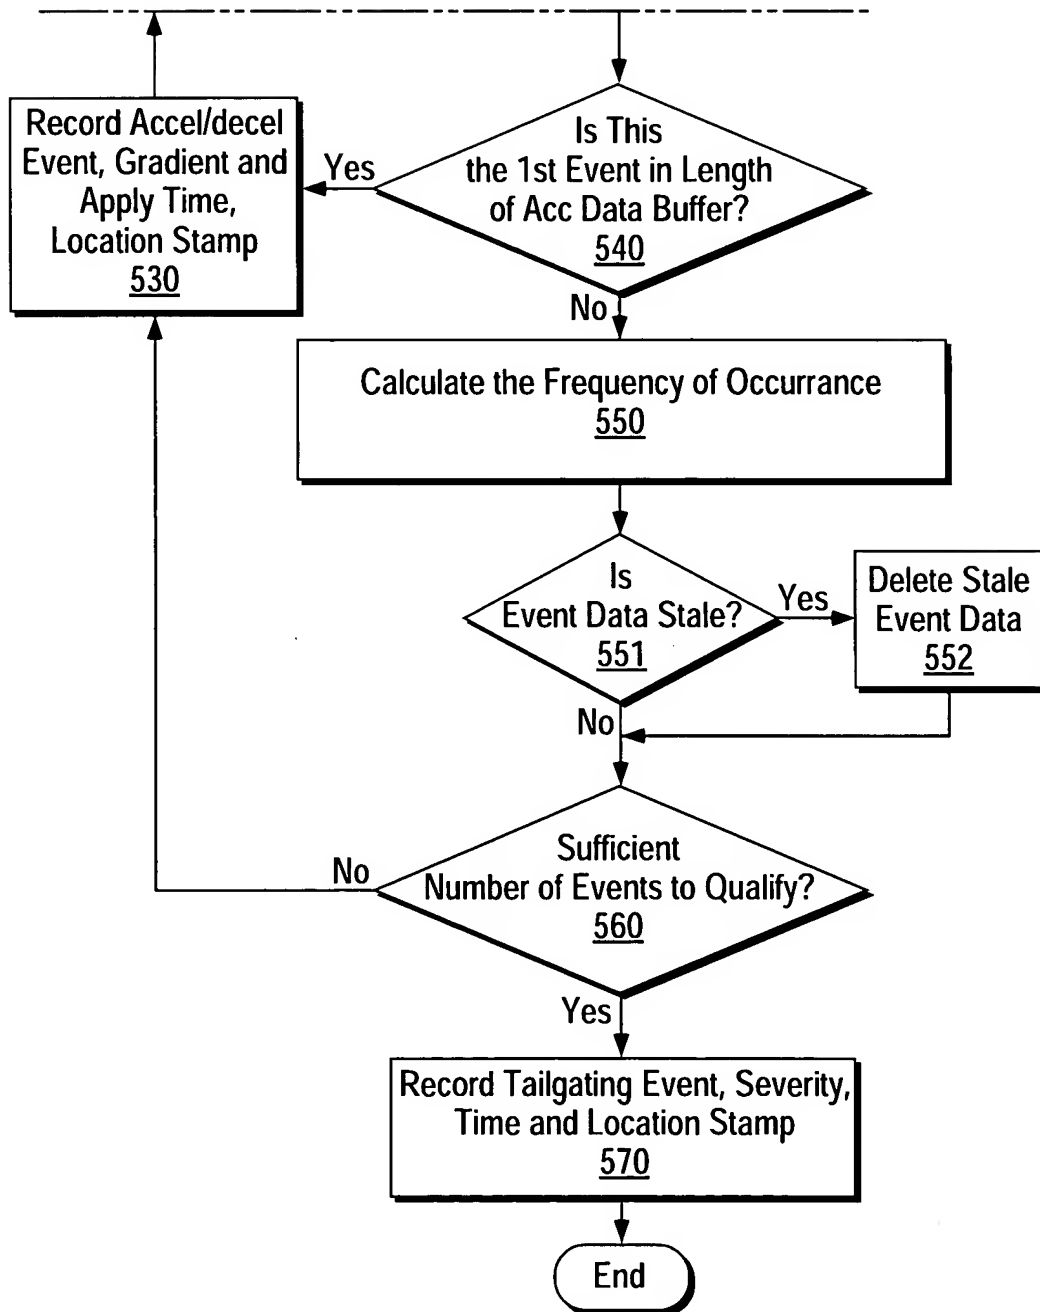 Record Accel/decel
Event, Gradient and
Apply Time,
Location Stamp
530
Yes
Is This
the 1st Event in Length
of Acc Data Buffer?
540
No
Calculate the Frequency of Occurrance
550
Is
Event Data Stale?
551
Yes
Delete Stale
Event Data
552
No
Sufficient
Number of Events to Qualify?
560
No
Yes
Record Tailgating Event, Severity,
Time and Location Stamp
570
End